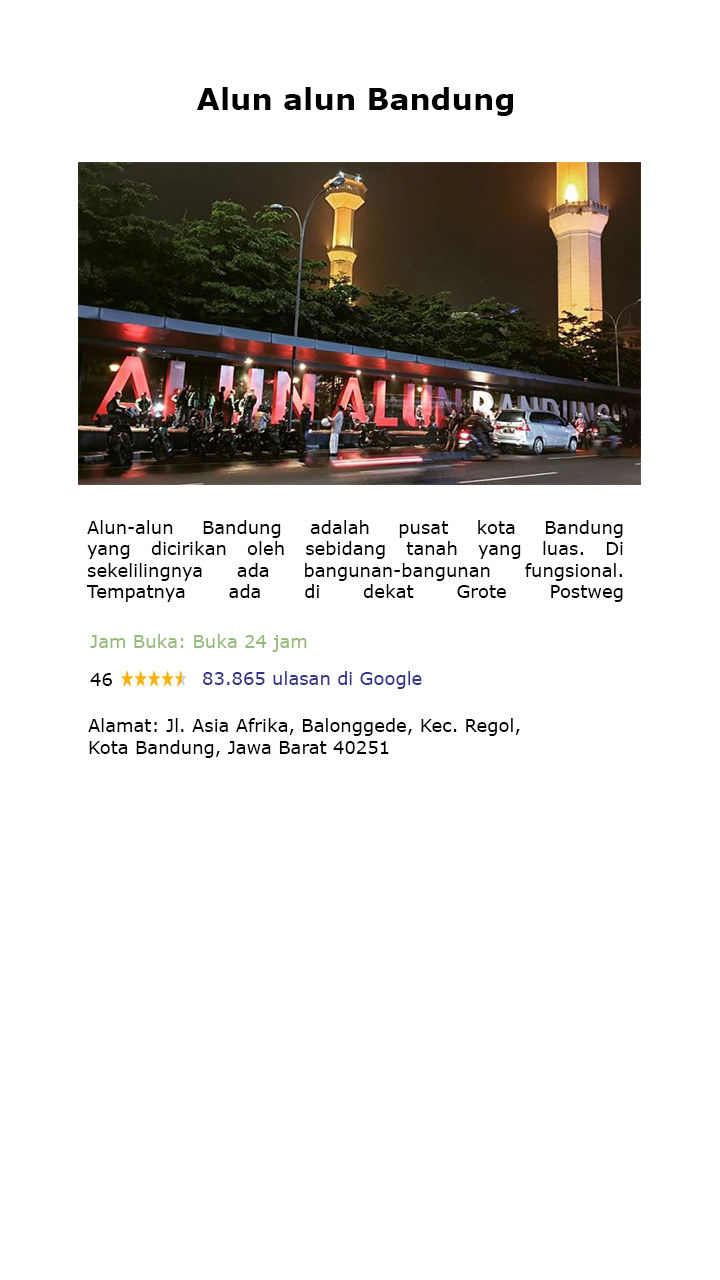 Alun alun Bandung
ALUN ALUN BANDUNG
Alun-alun Bandung adalah pusat kota Bandung
yang dicirikan oleh sebidang tanah yang luas. Di
sekelilingnya ada bangunan-bangunan fungsional.
Tempatnya ada di dekat Grote Postweg
Jam Buka: Buka 24 jam
46 83.865 ulasan di Google
Alamat: Jl. Asia Afrika, Balonggede, Kec. Regol,
Kota Bandung, Jawa Barat 40251